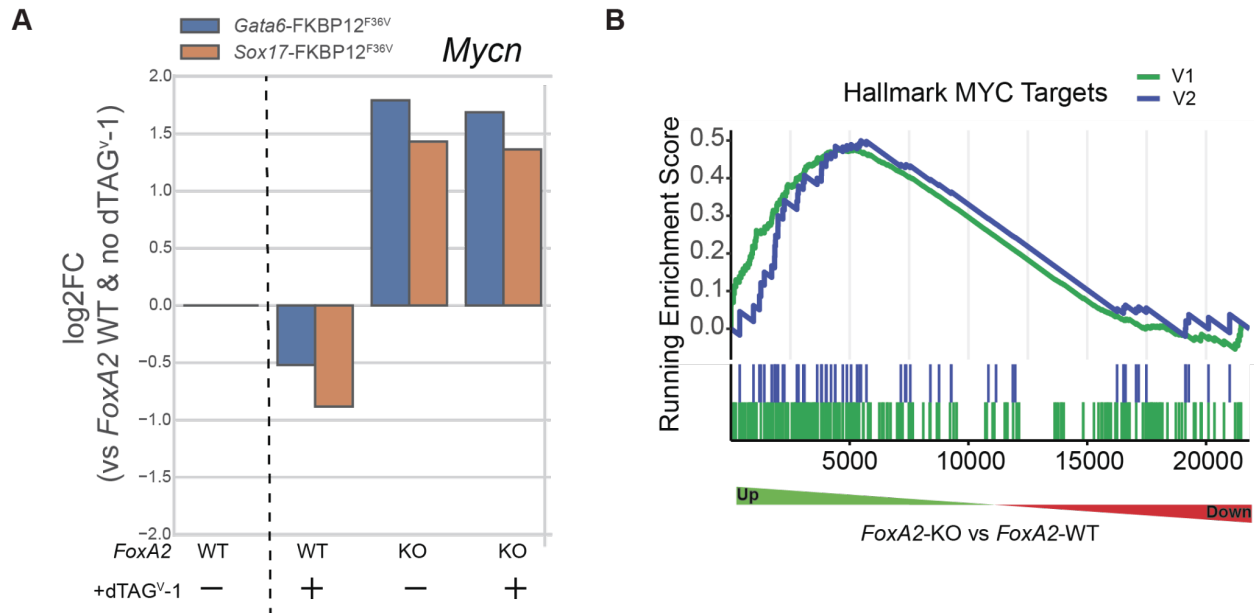 A
Gata6-FKBP12F36V
Sox17-FKBP12F36V
Mycn
log2FC
(vs FoxA2 WT & no dTAGv-1)
2.0
1.5
1.0
0.5
0.0
−0.5
−1.0
−1.5
−2.0
FoxA2 WT WT KO KO
+dTAGV-1 − + − +
B
Hallmark MYC Targets
V1
V2
Running Enrichment Score
0.5
0.4
0.3
0.2
0.1
0.0
5000 10000 15000 20000
Up
Down
FoxA2-KO vs FoxA2-WT